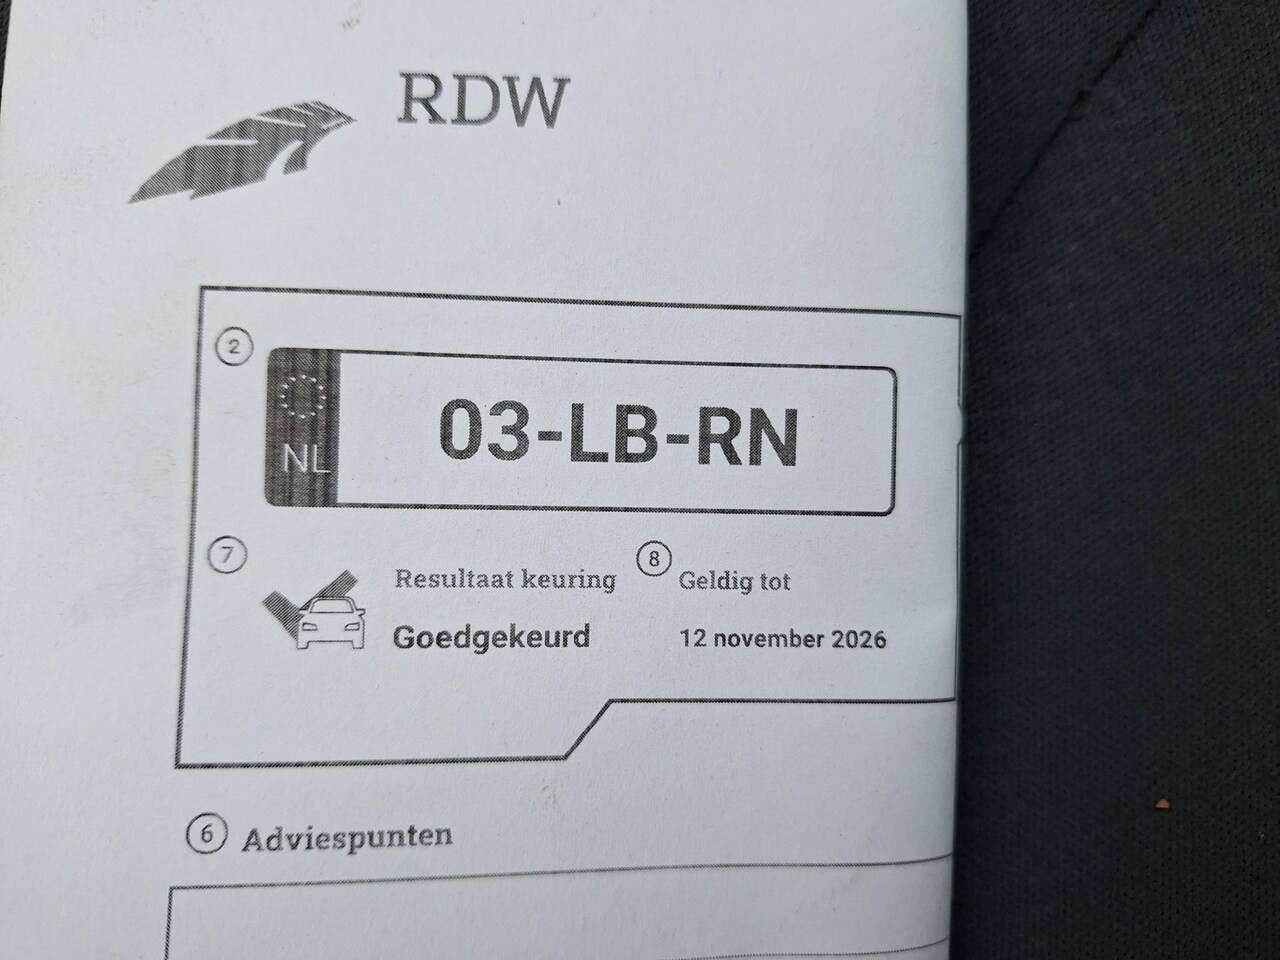 RDW
2
NL
03-LB-RN
7
Resultaat keuring
8
Geldig tot
Goedgekeurd
12 november 2026
6 Adviespunten